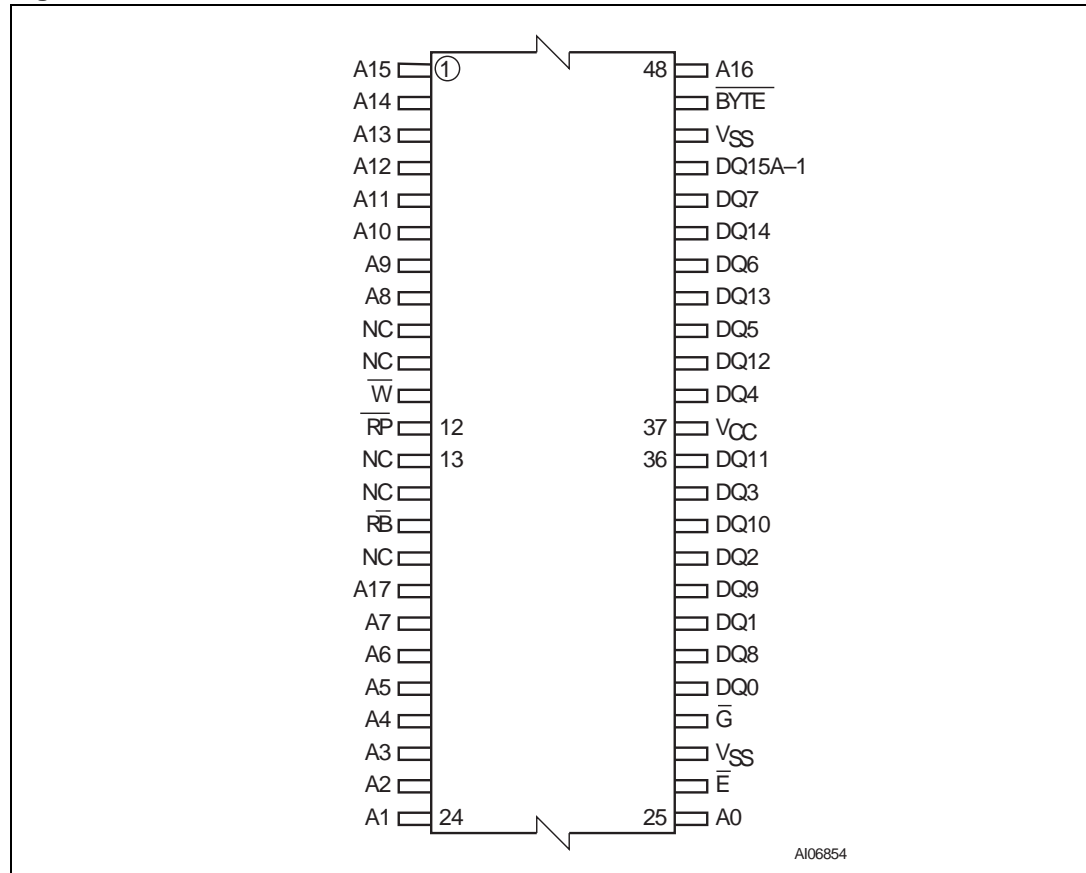 A15 ① 48 A16
A14 B̅Y̅T̅E̅
A13 VSS
A12 DQ15A–1
A11 DQ7
A10 DQ14
A9 DQ6
A8 DQ13
NC DQ5
NC DQ12
W̅ DQ4
R̅P̅ 12 37 VCC
NC 13 36 DQ11
NC DQ3
RB̅ DQ10
NC DQ2
A17 DQ9
A7 DQ1
A6 DQ8
A5 DQ0
A4 G̅
A3 VSS
A2 E̅
A1 24 25 A0
AI06854